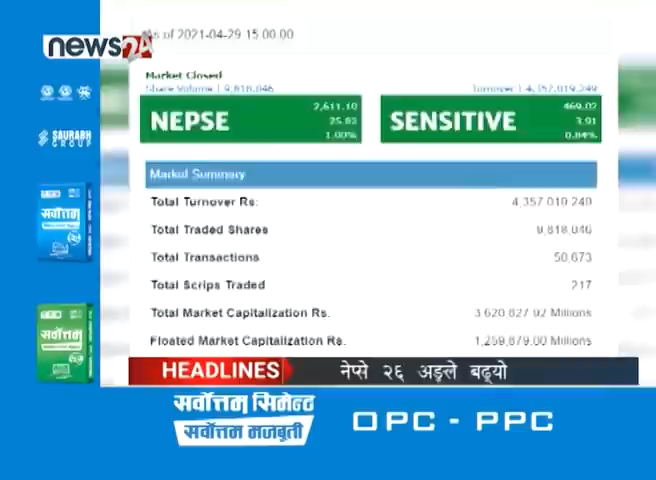 news24
As of 2021-04-29 15:00:00
Market Closed
Share Volume | 9,818,046
Turnover | 4,357,019,249
NEPSE
2,611.10
25.83
1.00%
SENSITIVE
469.02
3.91
0.84%
SAURABH
GROUP
Market Summary
Total Turnover Rs: 4,357,019,249
Total Traded Shares 9,818,046
Total Transactions 50,673
Total Scrips Traded 217
Total Market Capitalization Rs. 3,620,827.92 Millions
Floated Market Capitalization Rs. 1,259,879.00 Millions
सर्वोत्तम
सर्वोत्तम
HEADLINES नेप्से २६ अङ्ले बढ्यो
सर्वोत्तम सिमेन्ट
सर्वोत्तम मजबुती
OPC - PPC